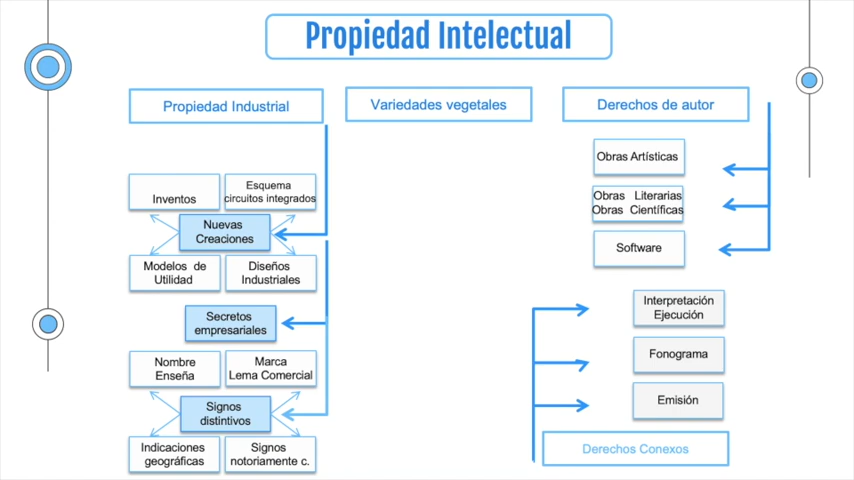 Propiedad Intelectual
Propiedad Industrial
Variedades vegetales
Derechos de autor
Inventos
Esquema
circuitos integrados
Nuevas
Creaciones
Modelos de
Utilidad
Diseños
Industriales
Secretos
empresariales
Nombre
Enseña
Marca
Lema Comercial
Signos
distintivos
Indicaciones
geográficas
Signos
notoriamente c.
Obras Artísticas
Obras Literarias
Obras Científicas
Software
Interpretación
Ejecución
Fonograma
Emisión
Derechos Conexos